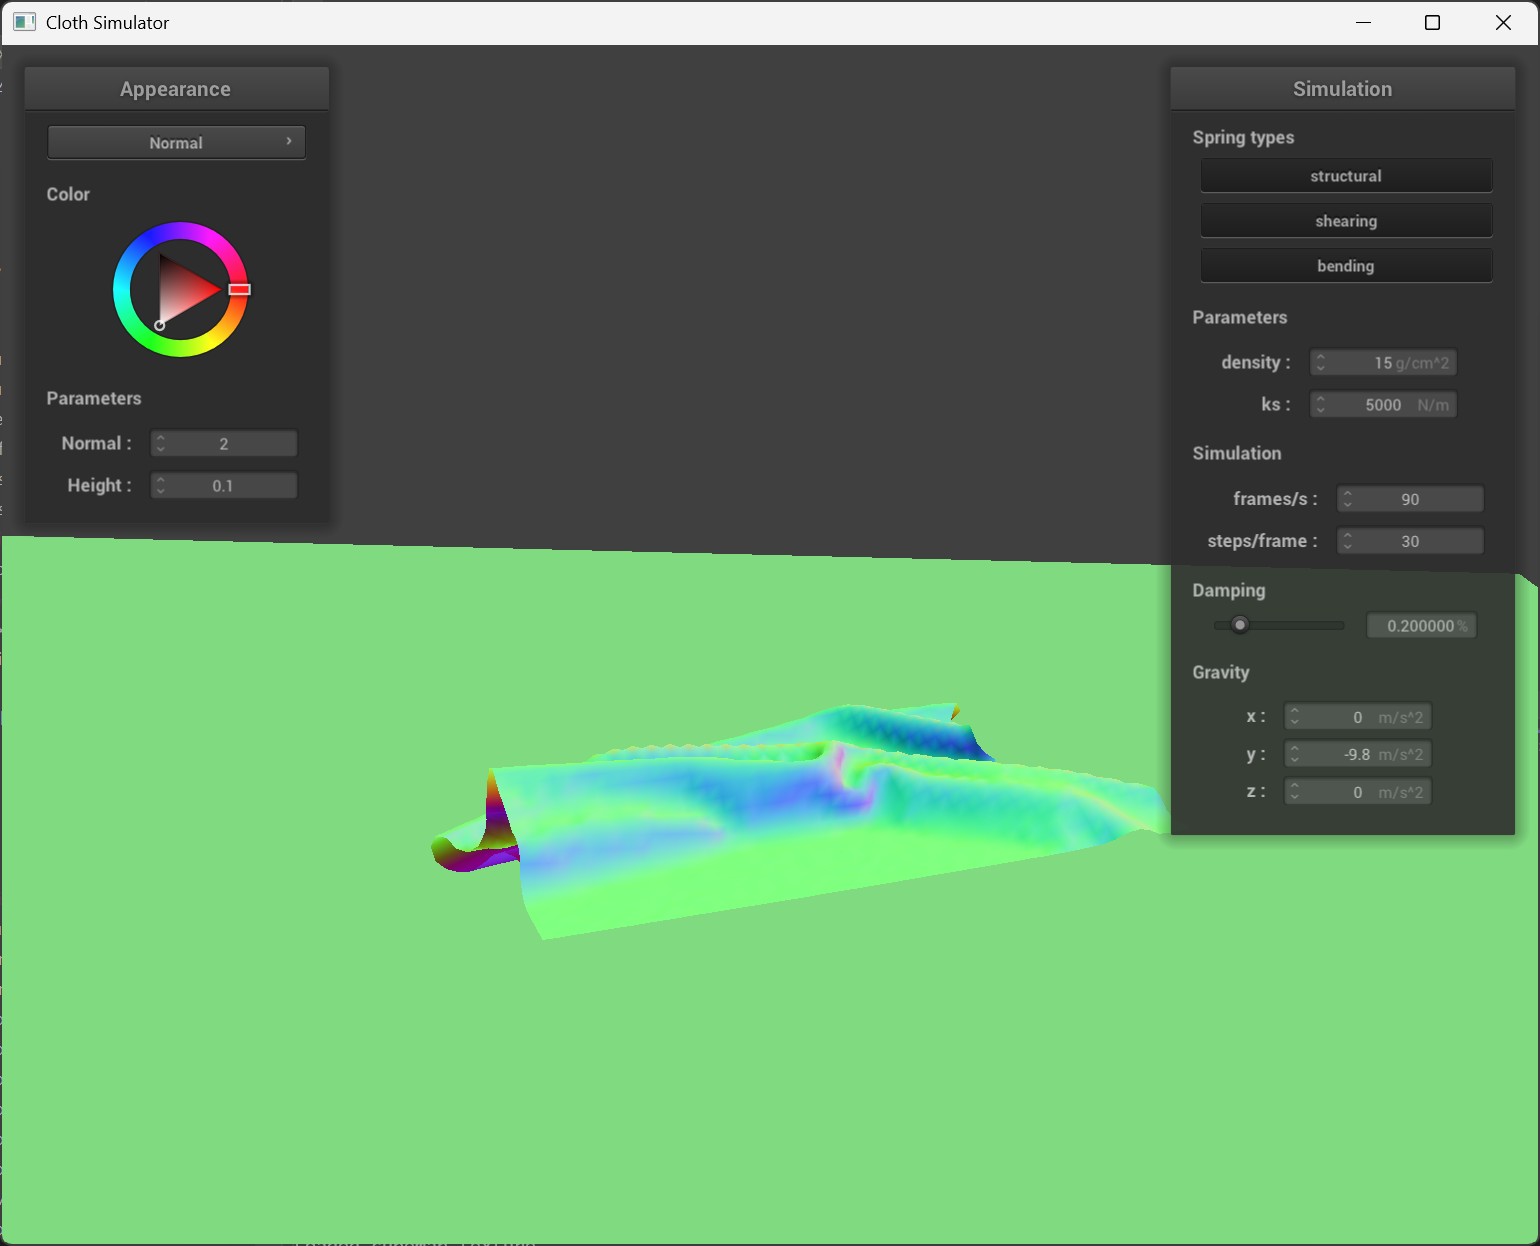 Cloth Simulator
Appearance
Normal
Color
Parameters
Normal :
2
Height :
0.1
Simulation
Spring types
structural
shearing
bending
Parameters
density :
15 g/cm^2
ks :
5000 N/m
Simulation
frames/s :
90
steps/frame :
30
Damping
0.200000 %
Gravity
x :
0 m/s^2
y :
-9.8 m/s^2
z :
0 m/s^2